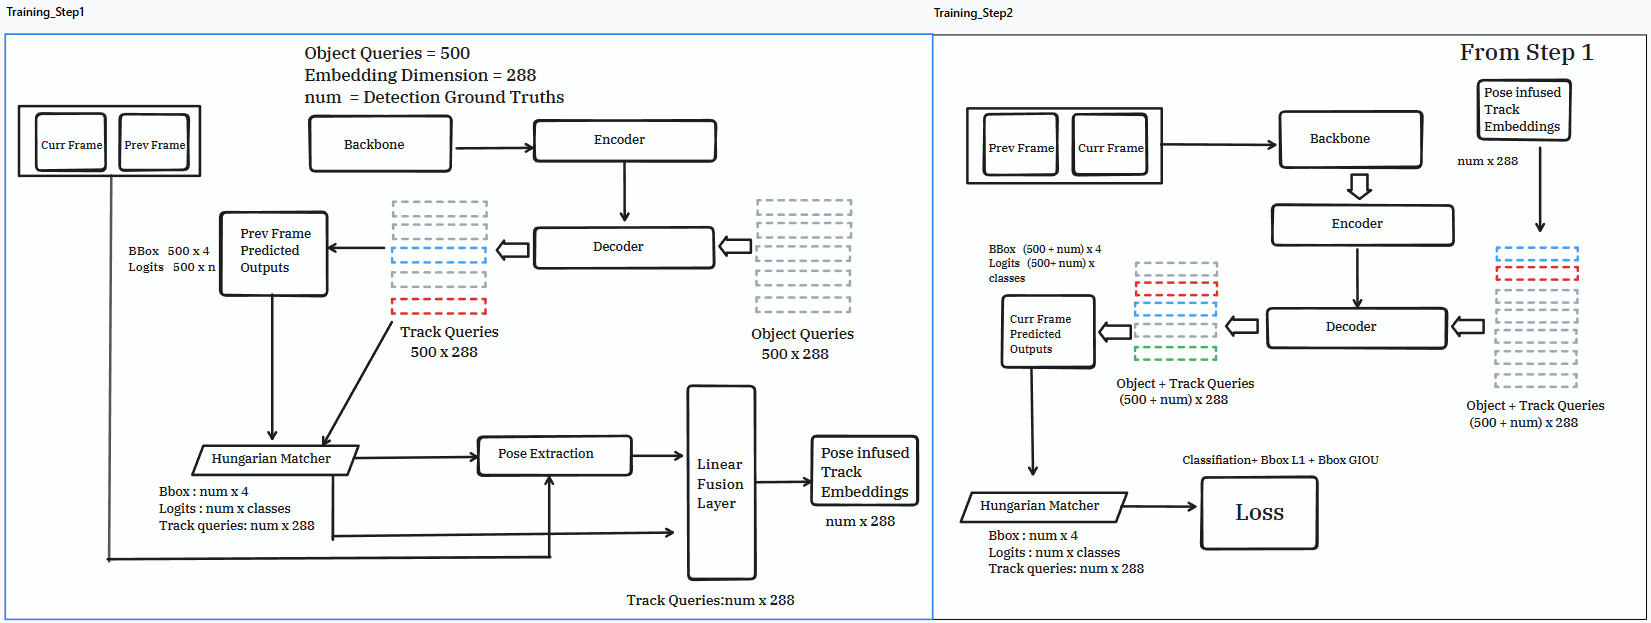 Training_Step1
Object Queries = 500
Embedding Dimension = 288
num = Detection Ground Truths
Curr Frame
Prev Frame
Backbone
Encoder
Prev Frame
Predicted
Outputs
BBox 500 x 4
Logits 500 x n
Decoder
Track Queries
500 x 288
Object Queries
500 x 288
Hungarian Matcher
Bbox : num x 4
Logits : num x classes
Track queries: num x 288
Pose Extraction
Linear
Fusion
Layer
Pose infused
Track
Embeddings
num x 288
Track Queries:num x 288
Training_Step2
From Step 1
Pose infused
Track
Embeddings
num x 288
Prev Frame
Curr Frame
Backbone
Encoder
BBox (500 + num) x 4
Logits (500+ num) x
classes
Curr Frame
Predicted
Outputs
Decoder
Object + Track Queries
(500 + num) x 288
Object + Track Queries
(500 + num) x 288
Classifiation+ Bbox L1 + Bbox GIOU
Hungarian Matcher
Loss
Bbox : num x 4
Logits : num x classes
Track queries: num x 288